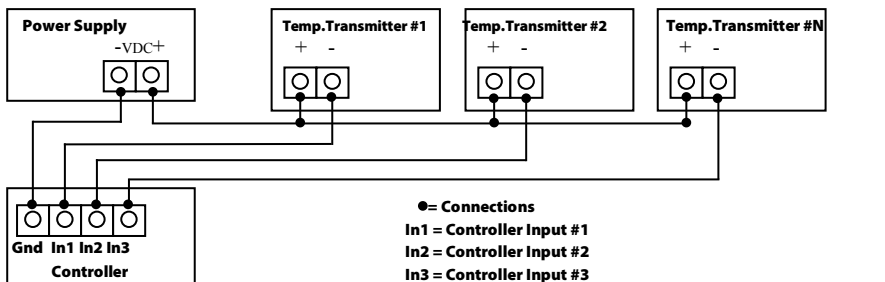 Power Supply
-VDC+
Temp.Transmitter #1
+ -
Temp.Transmitter #2
+ -
Temp.Transmitter #N
+ -
Gnd In1 In2 In3
Controller
= Connections
In1 = Controller Input #1
In2 = Controller Input #2
In3 = Controller Input #3